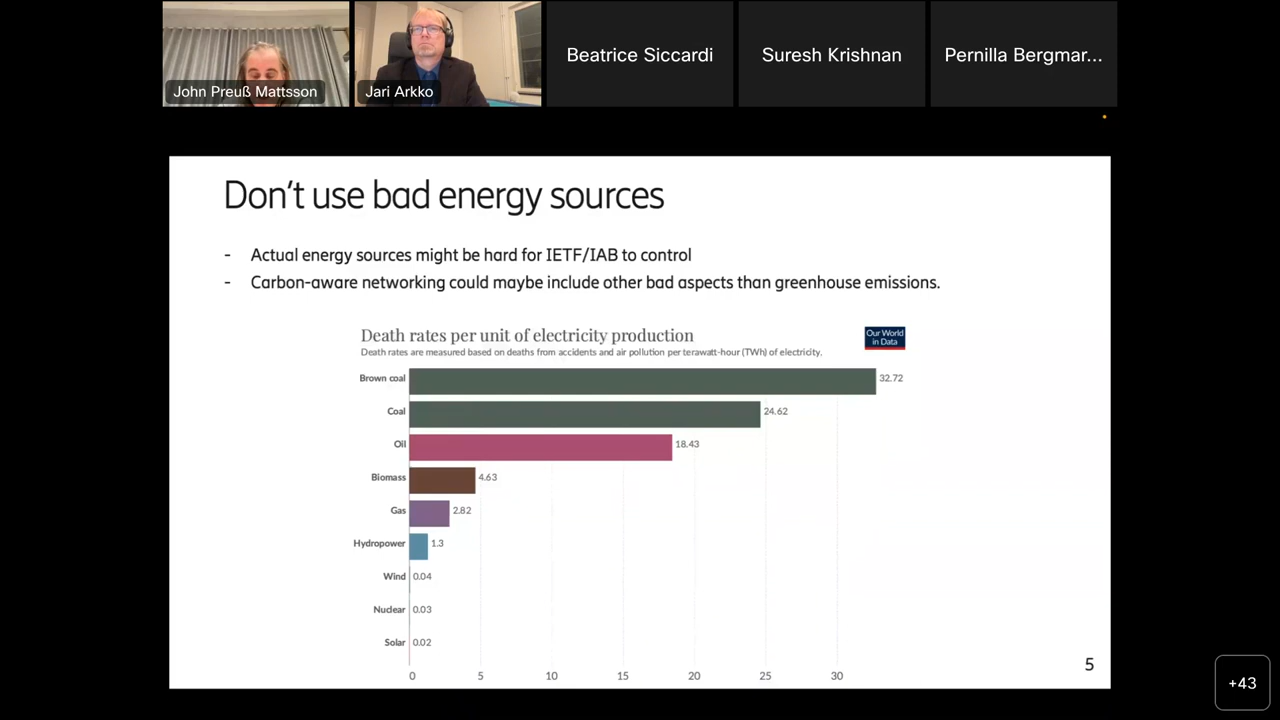 John Preuß Mattsson
Jari Arkko
Beatrice Siccardi
Suresh Krishnan
Pernilla Bergmar...
Don't use bad energy sources
- Actual energy sources might be hard for IETF/IAB to control
- Carbon-aware networking could maybe include other bad aspects than greenhouse emissions.
Death rates per unit of electricity production
Death rates are measured based on deaths from accidents and air pollution per terawatt-hour (TWh) of electricity.
Our World
in Data
Brown coal 32.72
Coal 24.62
Oil 18.43
Biomass 4.63
Gas 2.82
Hydropower 1.3
Wind 0.04
Nuclear 0.03
Solar 0.02
0 5 10 15 20 25 30
5
+43